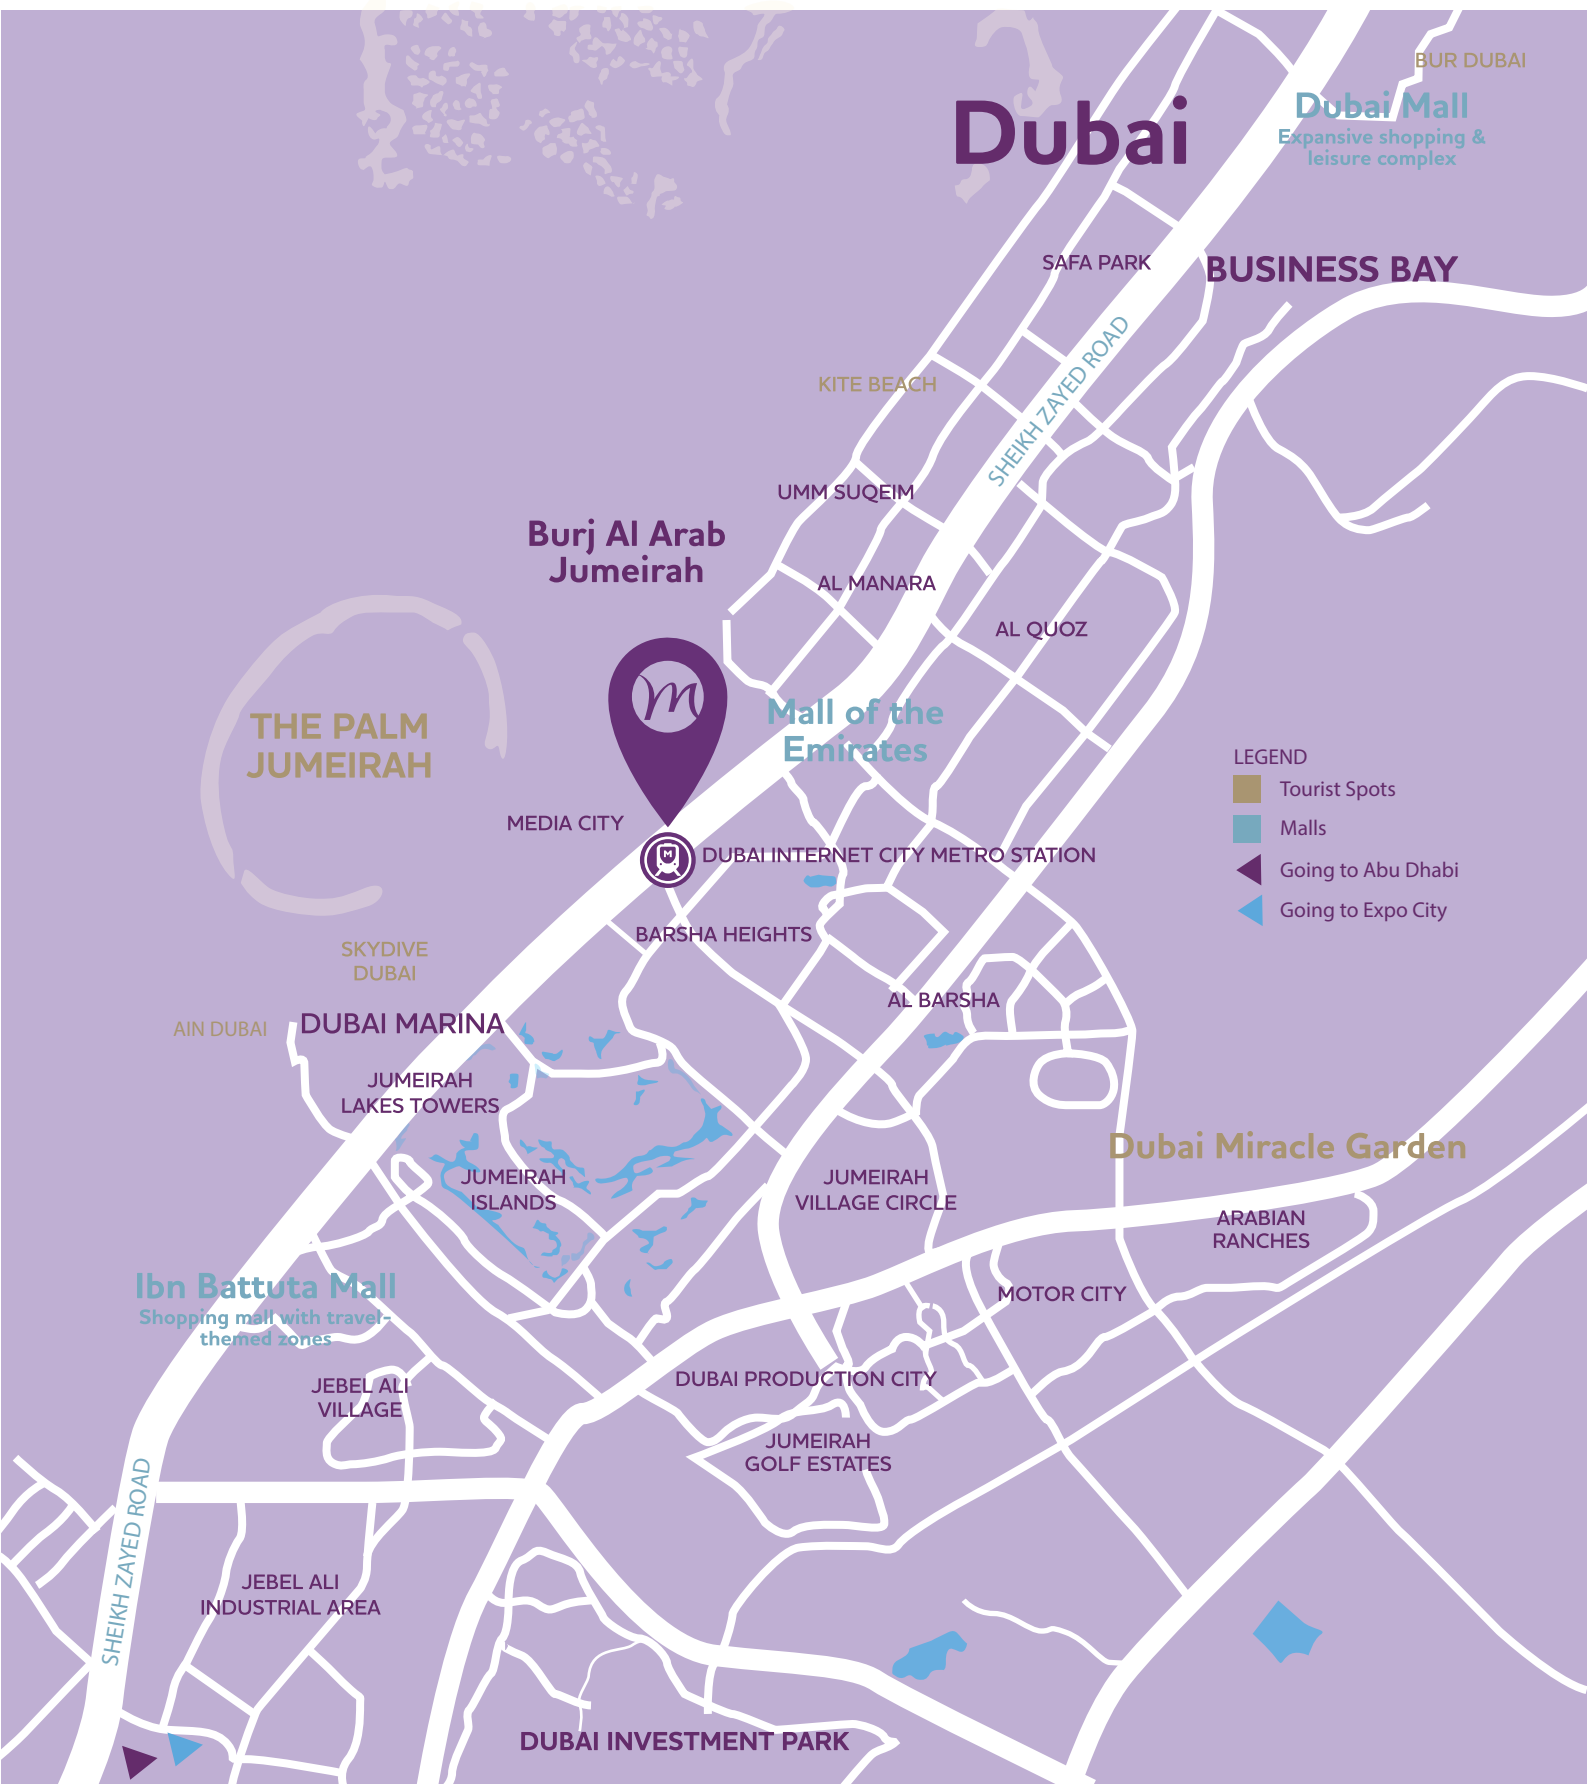 BUR DUBAI
Dubai Mall
Expansive shopping &
leisure complex
Dubai
SAFA PARK
BUSINESS BAY
SHEIKH ZAYED ROAD
KITE BEACH
UMM SUQEIM
Burj Al Arab
Jumeirah
AL MANARA
AL QUOZ
m
THE PALM
JUMEIRAH
Mall of the
Emirates
LEGEND
Tourist Spots
Malls
Going to Abu Dhabi
Going to Expo City
MEDIA CITY
M
DUBAI INTERNET CITY METRO STATION
BARSHA HEIGHTS
SKYDIVE
DUBAI
AL BARSHA
AIN DUBAI
DUBAI MARINA
JUMEIRAH
LAKES TOWERS
Dubai Miracle Garden
JUMEIRAH
ISLANDS
JUMEIRAH
VILLAGE CIRCLE
ARABIAN
RANCHES
Ibn Battuta Mall
Shopping mall with travel-
themed zones
MOTOR CITY
JEBEL ALI
VILLAGE
DUBAI PRODUCTION CITY
JUMEIRAH
GOLF ESTATES
SHEIKH ZAYED ROAD
JEBEL ALI
INDUSTRIAL AREA
DUBAI INVESTMENT PARK